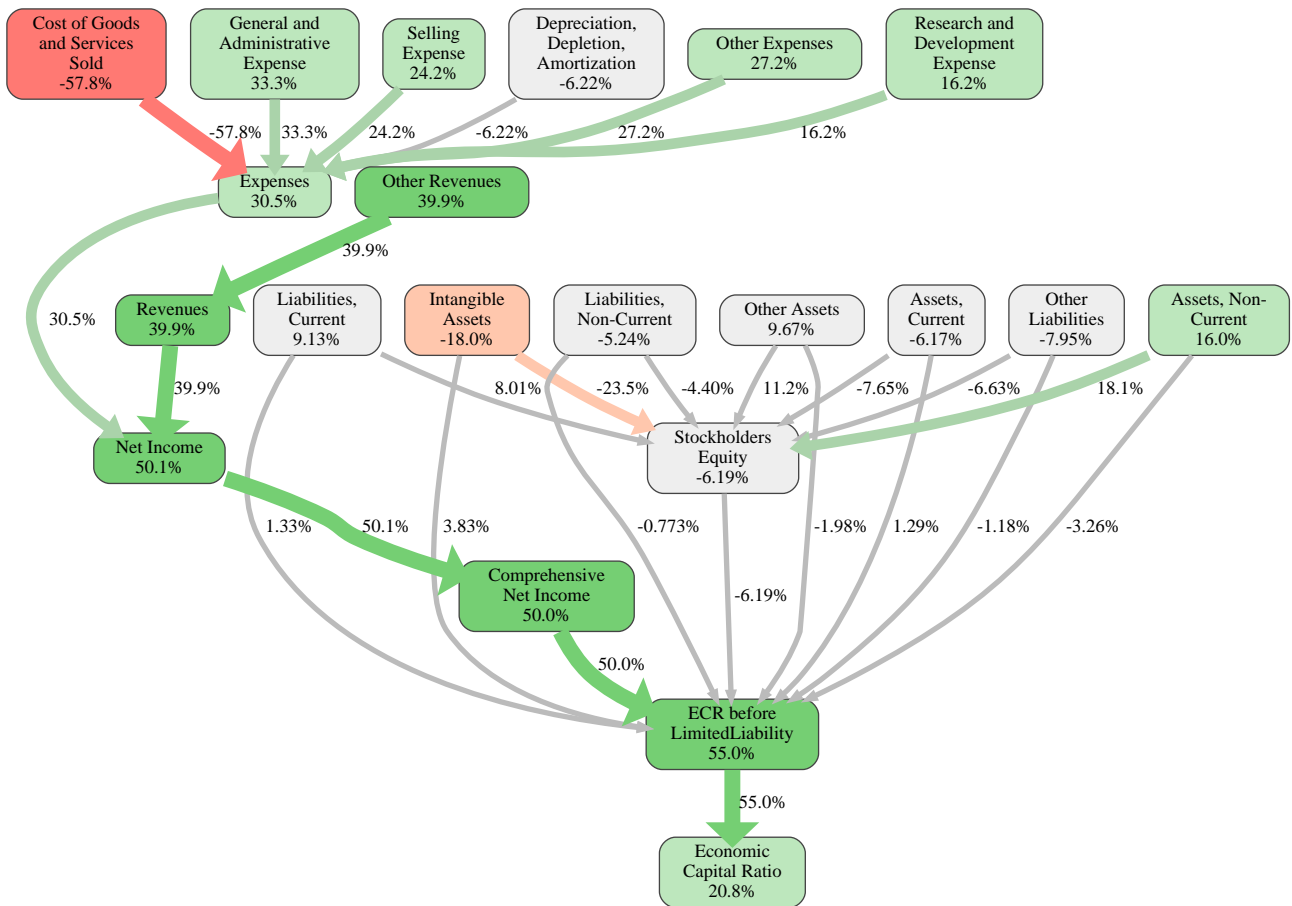 Cost of Goods
and Services
Sold
-57.8%
General and
Administrative
Expense
33.3%
Selling
Expense
24.2%
Depreciation,
Depletion,
Amortization
-6.22%
Other Expenses
27.2%
Research and
Development
Expense
16.2%
-57.8%
33.3%
24.2%
-6.22%
27.2%
16.2%
Expenses
30.5%
Other Revenues
39.9%
39.9%
30.5%
Revenues
39.9%
Liabilities,
Current
9.13%
Intangible
Assets
-18.0%
Liabilities,
Non-Current
-5.24%
Other Assets
9.67%
Assets,
Current
-6.17%
Other
Liabilities
-7.95%
Assets, Non-
Current
16.0%
39.9%
8.01%
-23.5%
-4.40%
11.2%
-7.65%
-6.63%
18.1%
Net Income
50.1%
Stockholders
Equity
-6.19%
1.33%
50.1%
3.83%
-0.773%
-1.98%
1.29%
-1.18%
-3.26%
Comprehensive
Net Income
50.0%
-6.19%
50.0%
ECR before
LimitedLiability
55.0%
55.0%
Economic
Capital Ratio
20.8%